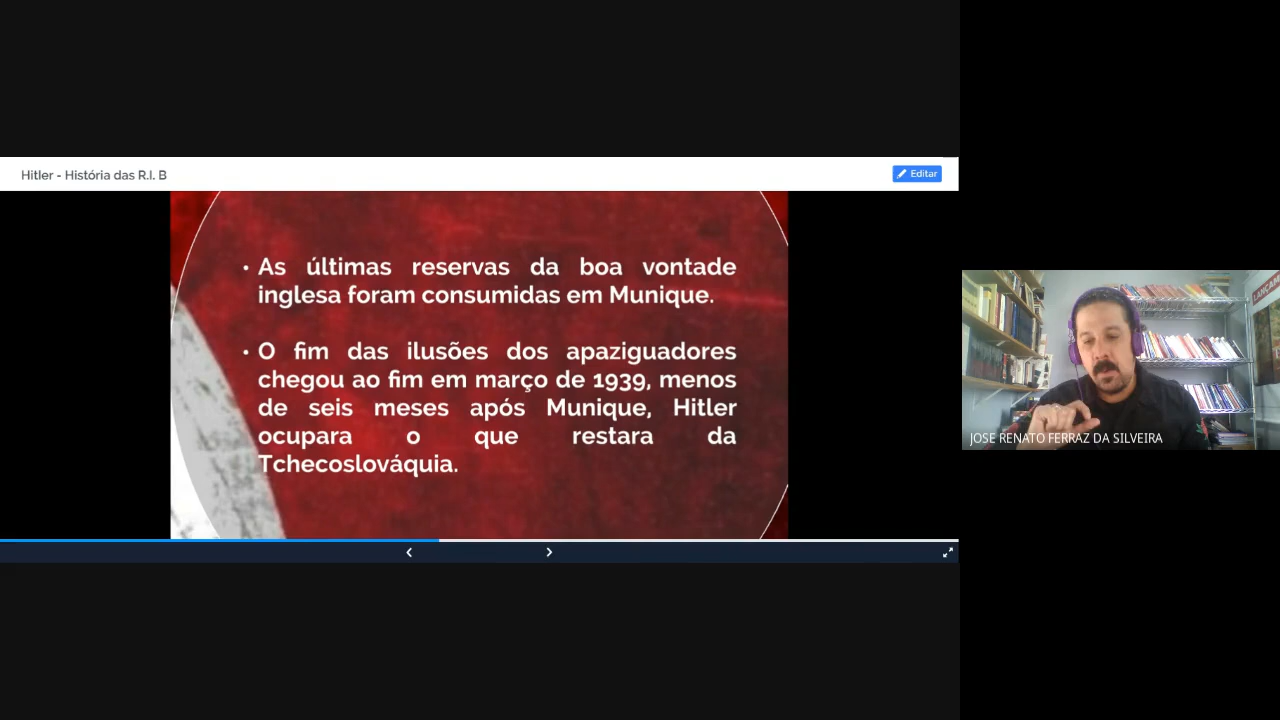 Hitler - História das R.I. B
Editar
• As últimas reservas da boa vontade
inglesa foram consumidas em Munique.
• O fim das ilusões dos apaziguadores
chegou ao fim em março de 1939, menos
de seis meses após Munique, Hitler
ocupara o que restara da
Tchecoslováquia.
JOSE RENATO FERRAZ DA SILVEIRA